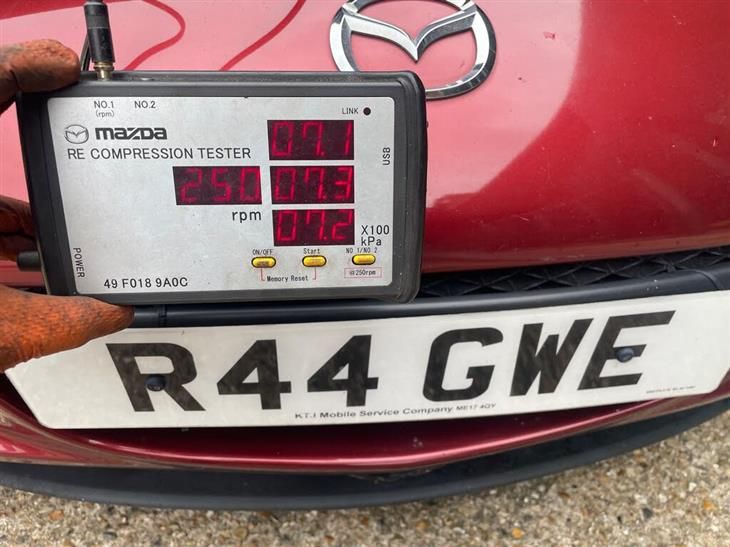 NO.1 NO.2
(rpm)
LINK
mazda
RE COMPRESSION TESTER
07.1
250 07.3
rpm 07.2 X100
kPa
USB
POWER
ON/OFF Start NO 1/NO 2
Memory Reset @250rpm
49 F018 9A0C
R44 GWE
KT.I Mobile Service Company ME17 4QY